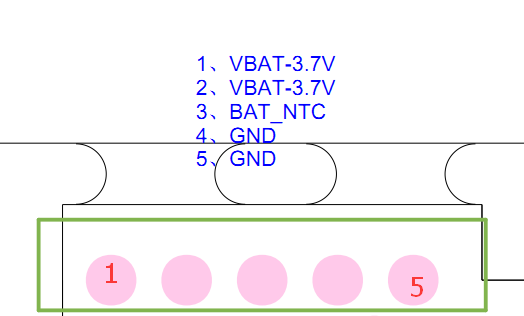 1、VBAT-3.7V
2、VBAT-3.7V
3、BAT_NTC
4、GND
5、GND
1
5